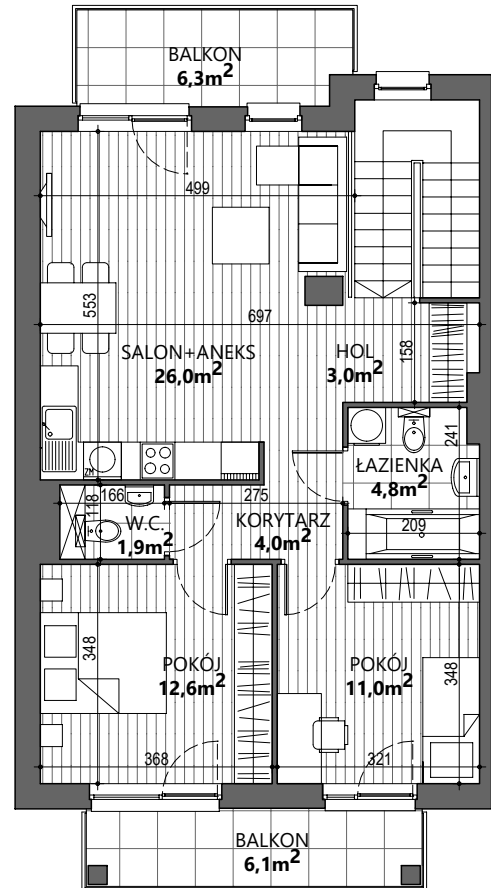 BALKON
6,3m²
499
553
697
SALON+ANEKS
26,0m²
HOL
3,0m²
158
241
ŁAZIENKA
4,8m²
209
ZM
118
166
275
W.C.
1,9m²
KORYTARZ
4,0m²
348
POKÓJ
12,6m²
368
POKÓJ
11,0m²
348
321
BALKON
6,1m²